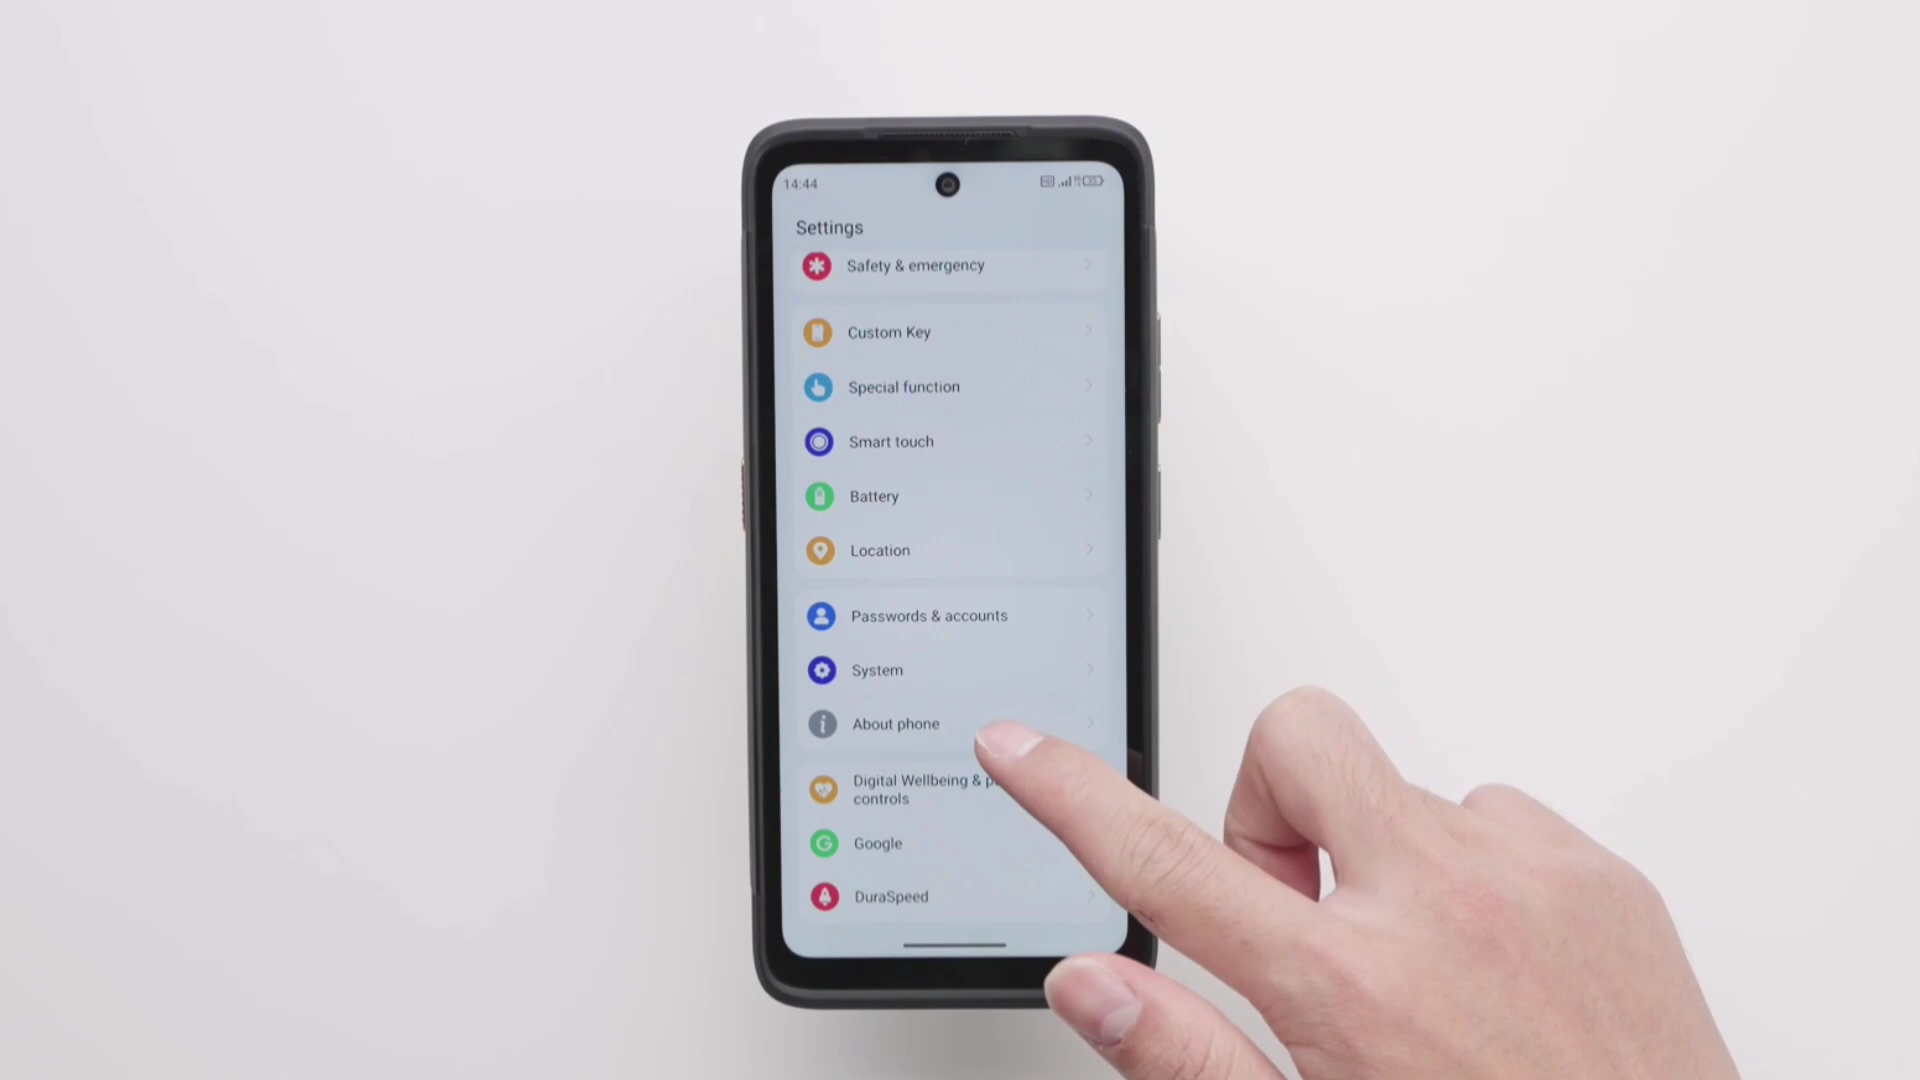 14:44
Settings
Safety & emergency
Custom Key
Special function
Smart touch
Battery
Location
Passwords & accounts
System
About phone
Digital Wellbeing &
controls
Google
DuraSpeed